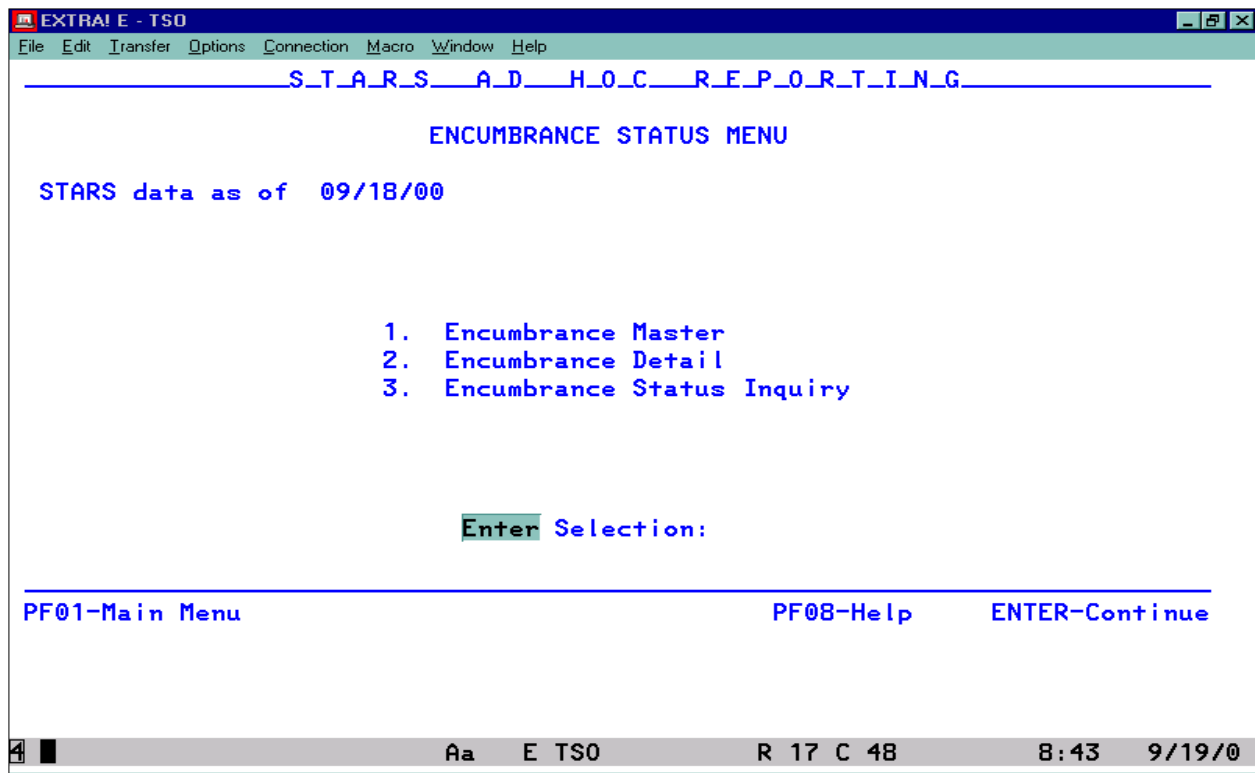 EXTRA! E - TSO
File Edit Transfer Options Connection Macro Window Help
S_T_A_R_S___A_D___H_O_C___R_E_P_O_R_T_I_N_G
ENCUMBRANCE STATUS MENU
STARS data as of 09/18/00
1. Encumbrance Master
2. Encumbrance Detail
3. Encumbrance Status Inquiry
Enter Selection:
PF01-Main Menu PF08-Help ENTER-Continue
4 Aa E TSO R 17 C 48 8:43 9/19/0